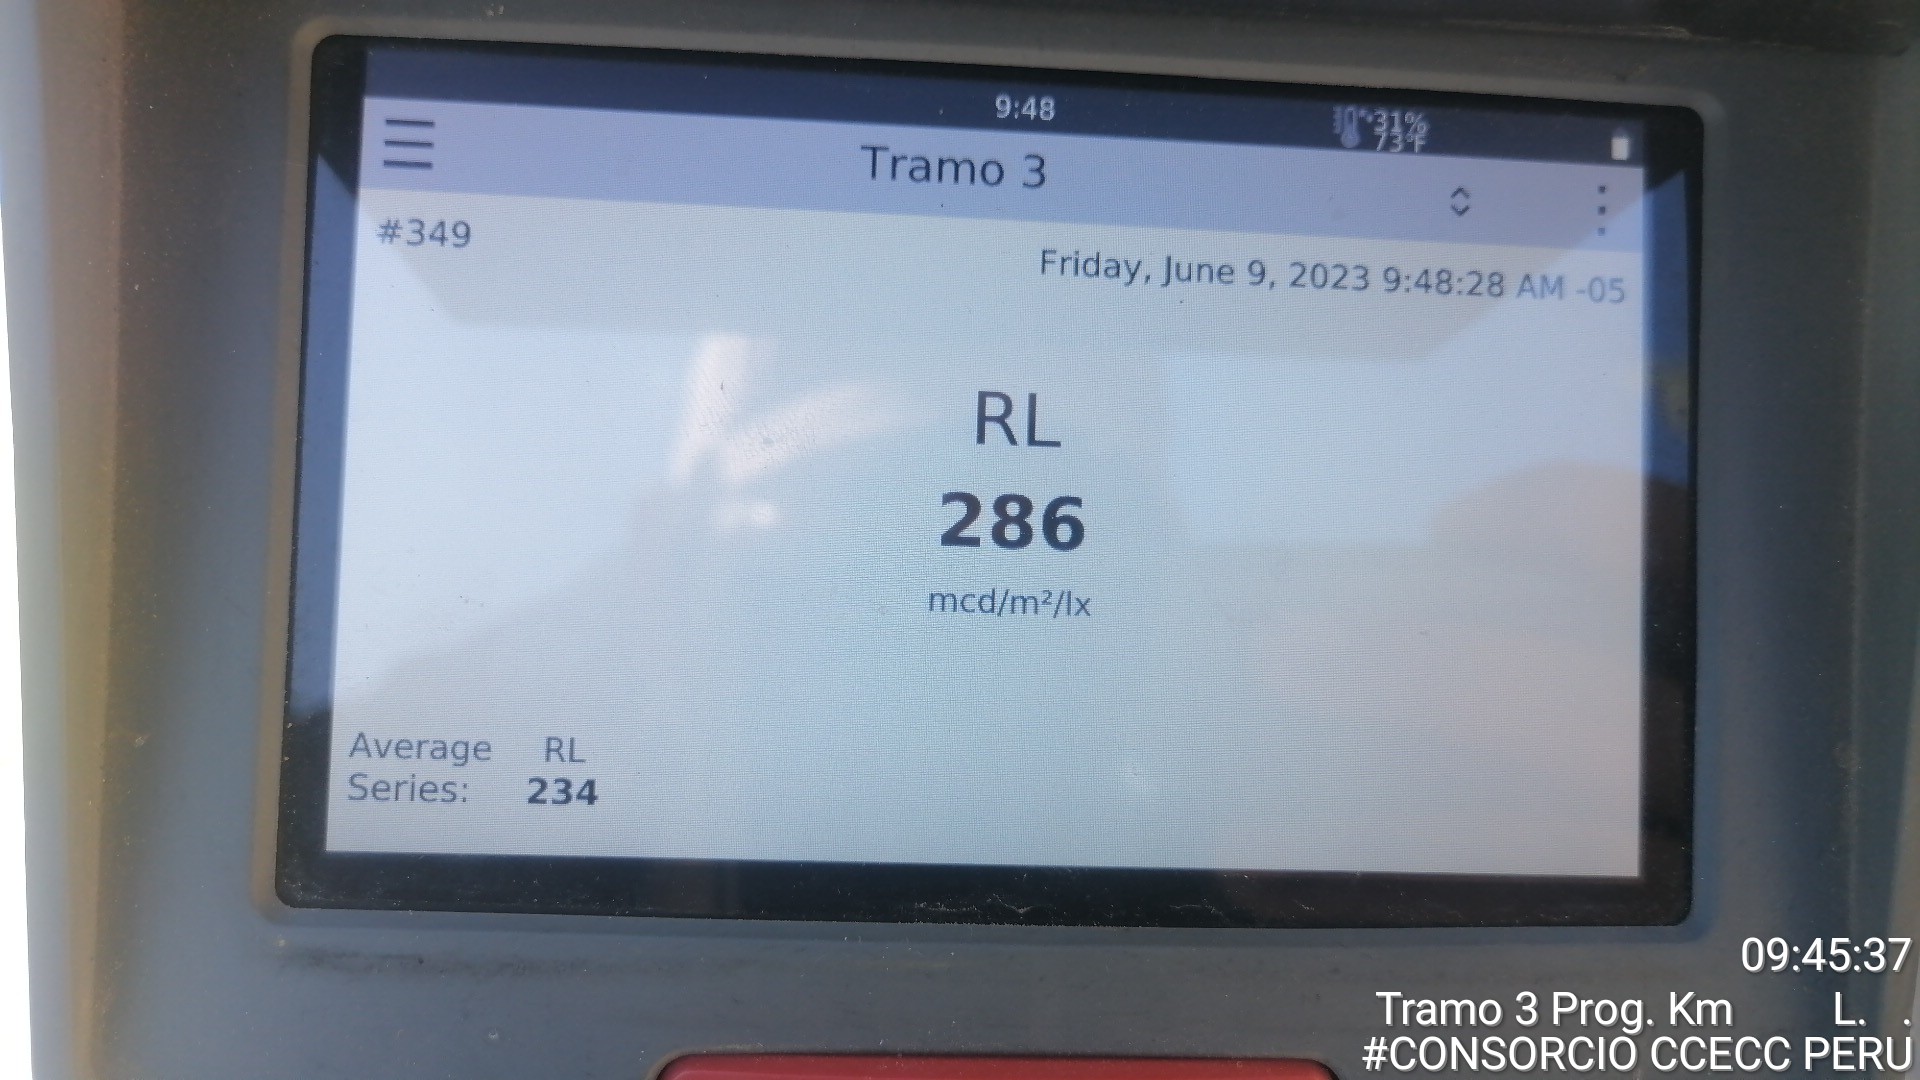 9:48
31%
73°F
Tramo 3
#349
Friday, June 9, 2023 9:48:28 AM -05
RL
286
mcd/m²/lx
Average RL
Series: 234
09:45:37
Tramo 3 Prog. Km L. .
#CONSORCIO CCECC PERU